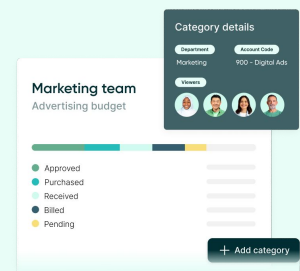 Category details
Department
Account Code
Marketing
900 - Digital Ads
Viewers
Marketing team
Advertising budget
Approved
Purchased
Received
Billed
Pending
+ Add category